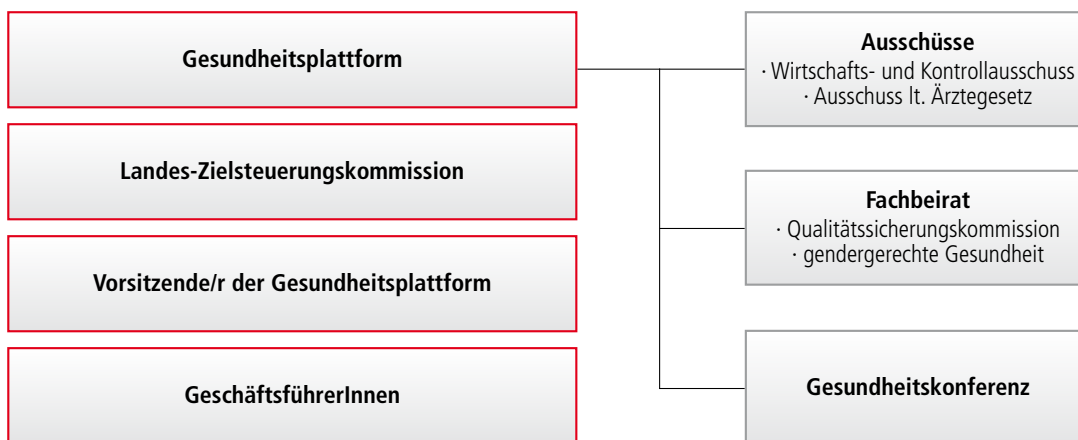 Gesundheitsplattform
Landes-Zielsteuerungskommission
Vorsitzende/r der Gesundheitsplattform
GeschäftsführerInnen
Ausschüsse
· Wirtschafts- und Kontrollausschuss
· Ausschuss lt. Ärztegesetz
Fachbeirat
· Qualitätssicherungskommission
· gendergerechte Gesundheit
Gesundheitskonferenz